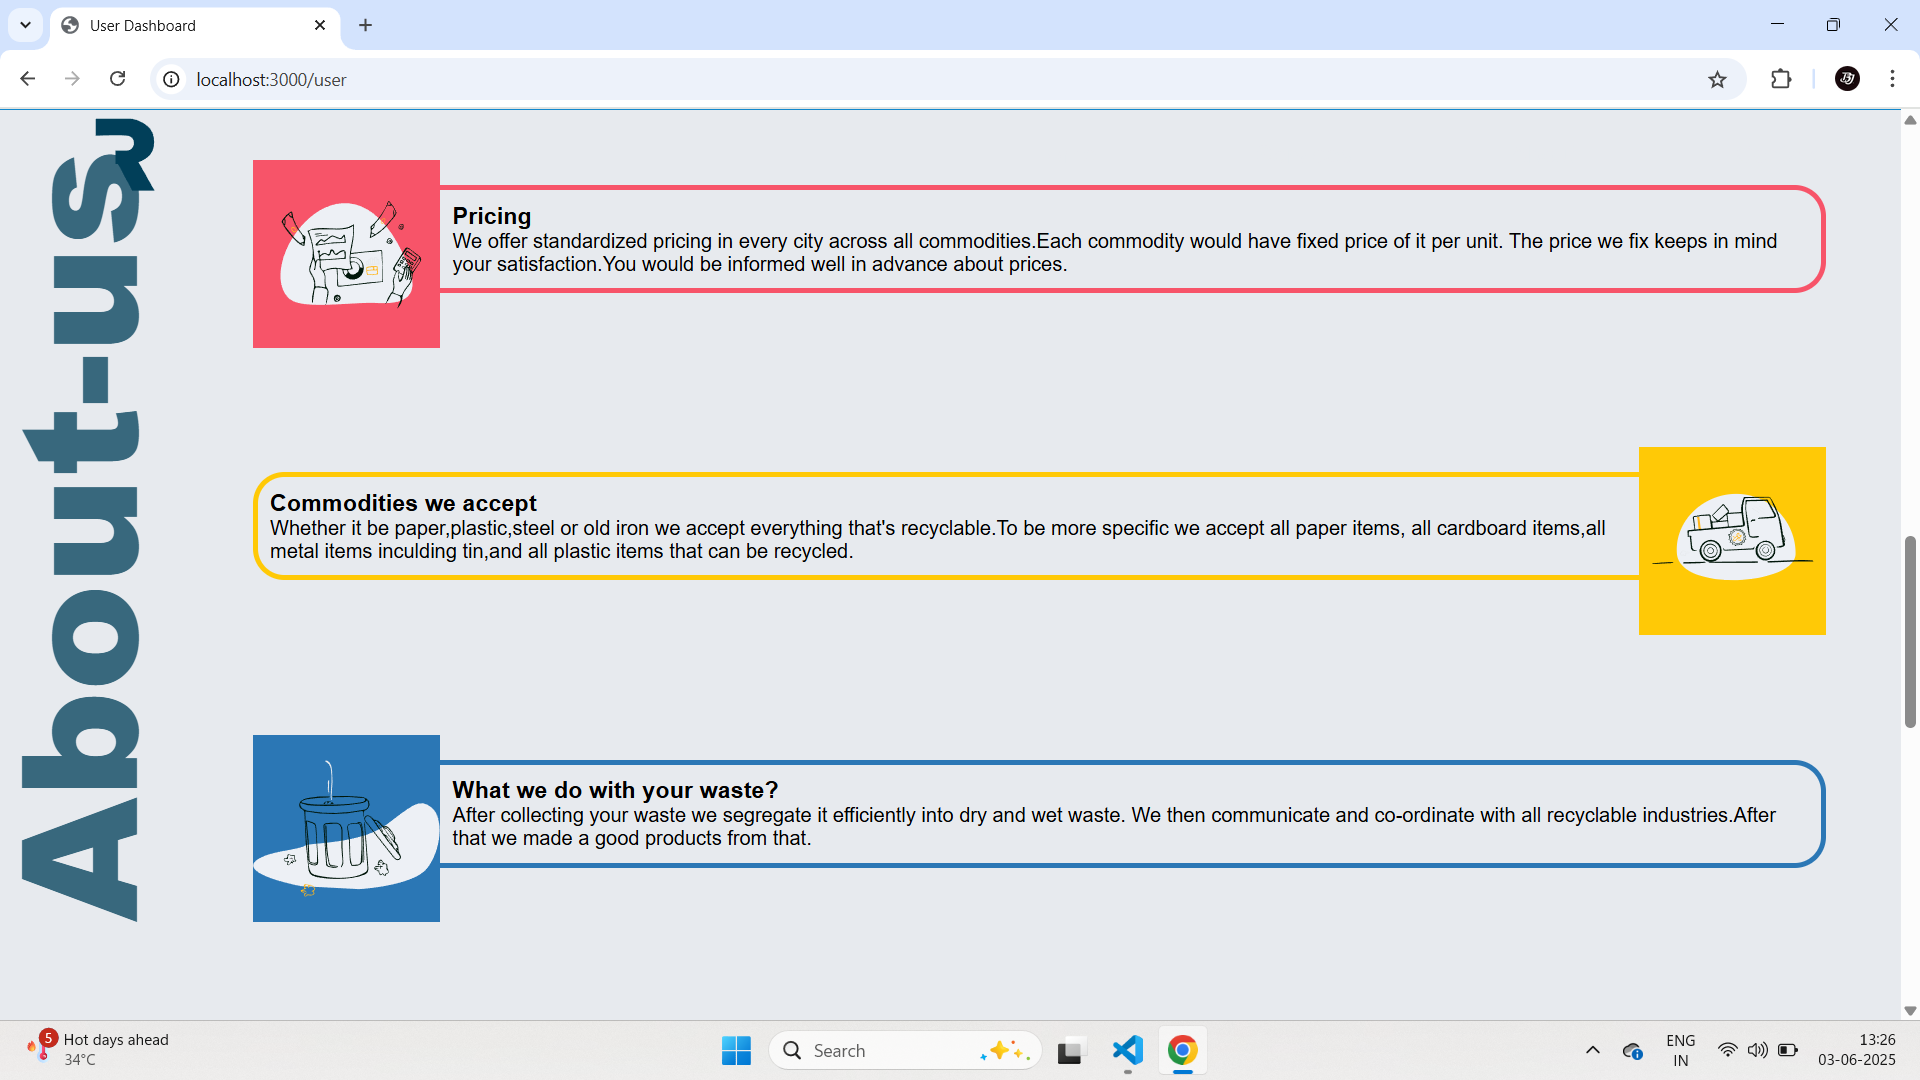 User Dashboard
localhost:3000/user
About-us
Pricing
We offer standardized pricing in every city across all commodities.Each commodity would have fixed price of it per unit. The price we fix keeps in mind
your satisfaction.You would be informed well in advance about prices.
Commodities we accept
Whether it be paper,plastic,steel or old iron we accept everything that's recyclable.To be more specific we accept all paper items, all cardboard items,all
metal items inculding tin,and all plastic items that can be recycled.
What we do with your waste?
After collecting your waste we segregate it efficiently into dry and wet waste. We then communicate and co-ordinate with all recyclable industries.After
that we made a good products from that.
5
Hot days ahead
34°C
Search
ENG
IN
13:26
03-06-2025